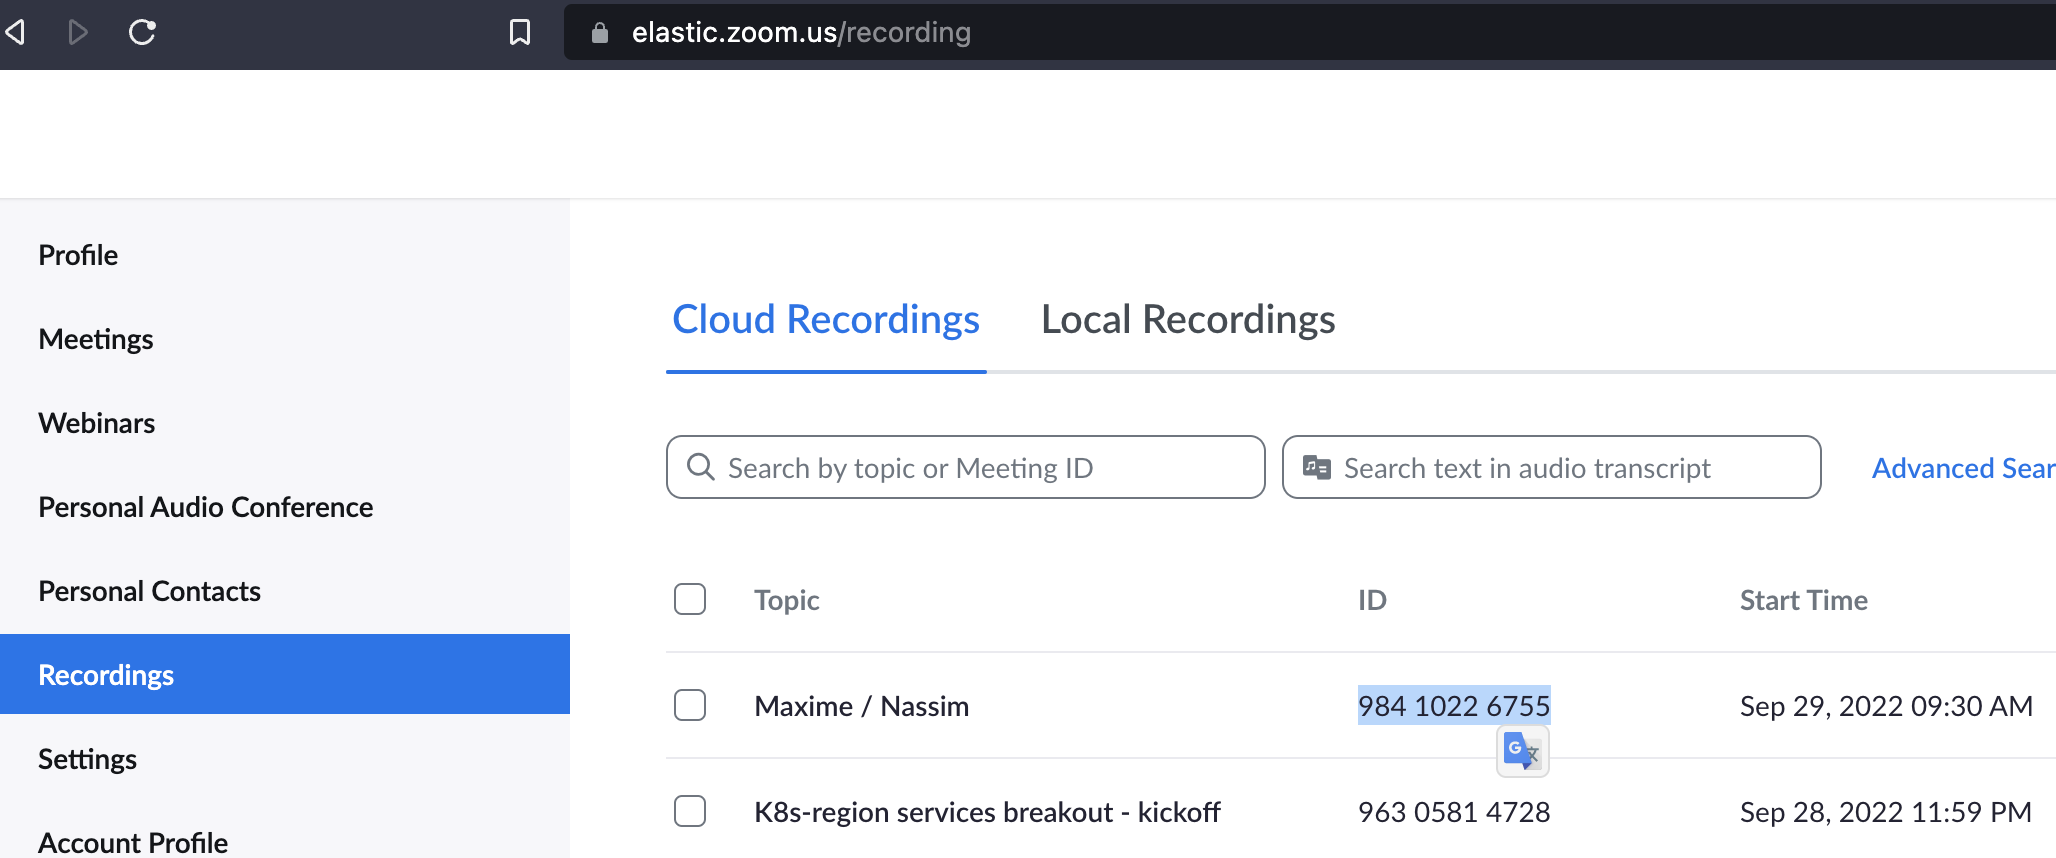 elastic.zoom.us/recording
Profile
Meetings
Webinars
Personal Audio Conference
Personal Contacts
Recordings
Settings
Account Profile
Cloud Recordings Local Recordings
Search by topic or Meeting ID Search text in audio transcript Advanced Sear
Topic ID Start Time
Maxime / Nassim 984 1022 6755 Sep 29, 2022 09:30 AM
G 文
K8s-region services breakout - kickoff 963 0581 4728 Sep 28, 2022 11:59 PM